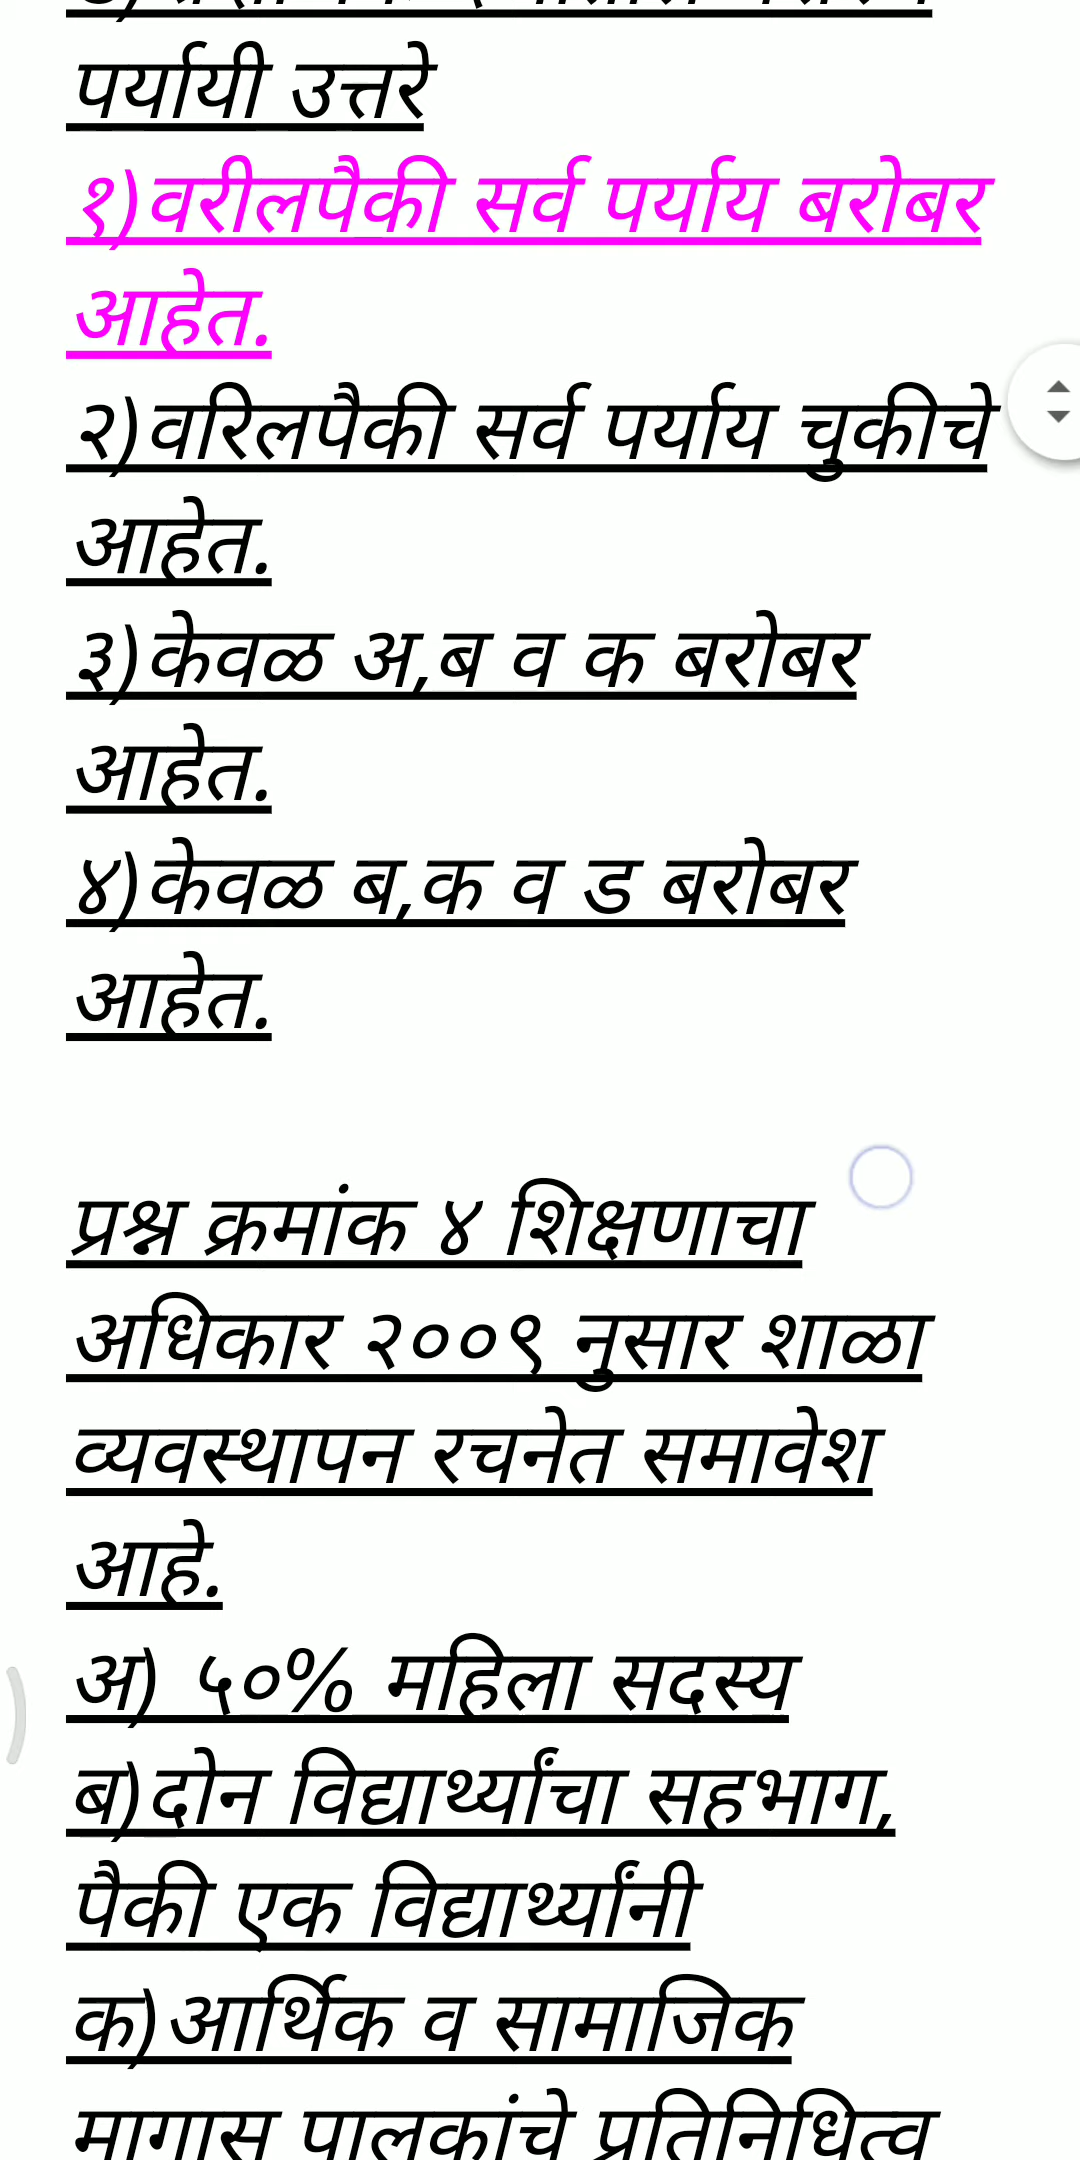 पर्यायी उत्तरे
१)वरीलपैकी सर्व पर्याय बरोबर
आहेत.
२)वरिलपैकी सर्व पर्याय चुकीचे
आहेत.
३)केवळ अ,ब व क बरोबर
आहेत.
४)केवळ ब,क व ड बरोबर
आहेत.
प्रश्न क्रमांक ४ शिक्षणाचा
अधिकार २००९ नुसार शाळा
व्यवस्थापन रचनेत समावेश
आहे.
अ) ५०% महिला सदस्य
ब)दोन विद्यार्थ्यांचा सहभाग,
पैकी एक विद्यार्थ्यांनी
क)आर्थिक व सामाजिक
मागास पालकांचे प्रतिनिधित्व